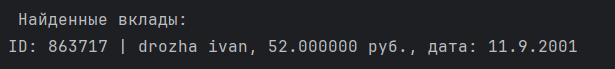 Найденные вклады:
ID: 863717 | drozha ivan, 52.000000 руб., дата: 11.9.2001